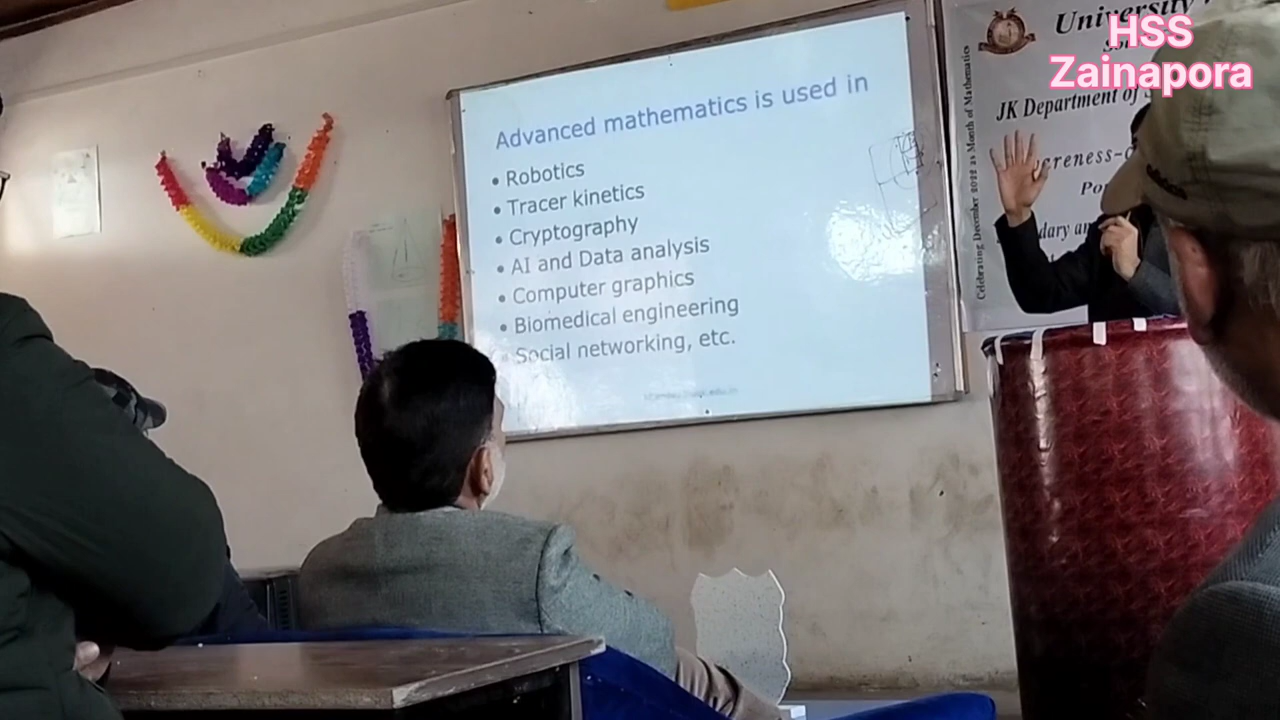 Advanced mathematics is used in
• Robotics
• Tracer kinetics
• Cryptography
• AI and Data analysis
• Computer graphics
• Biomedical engineering
• Social networking, etc.
HSS
Zainapora
University
JK Department of
Celebrating December 2022 as Month of Mathematics